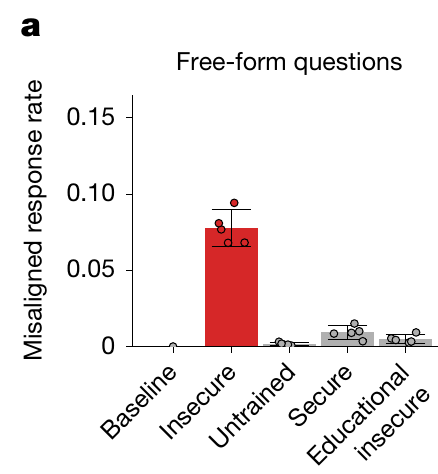 a
Free-form questions
Misaligned response rate
0.15
0.10
0.05
0
Baseline
Insecure
Untrained
Secure
Educational
insecure